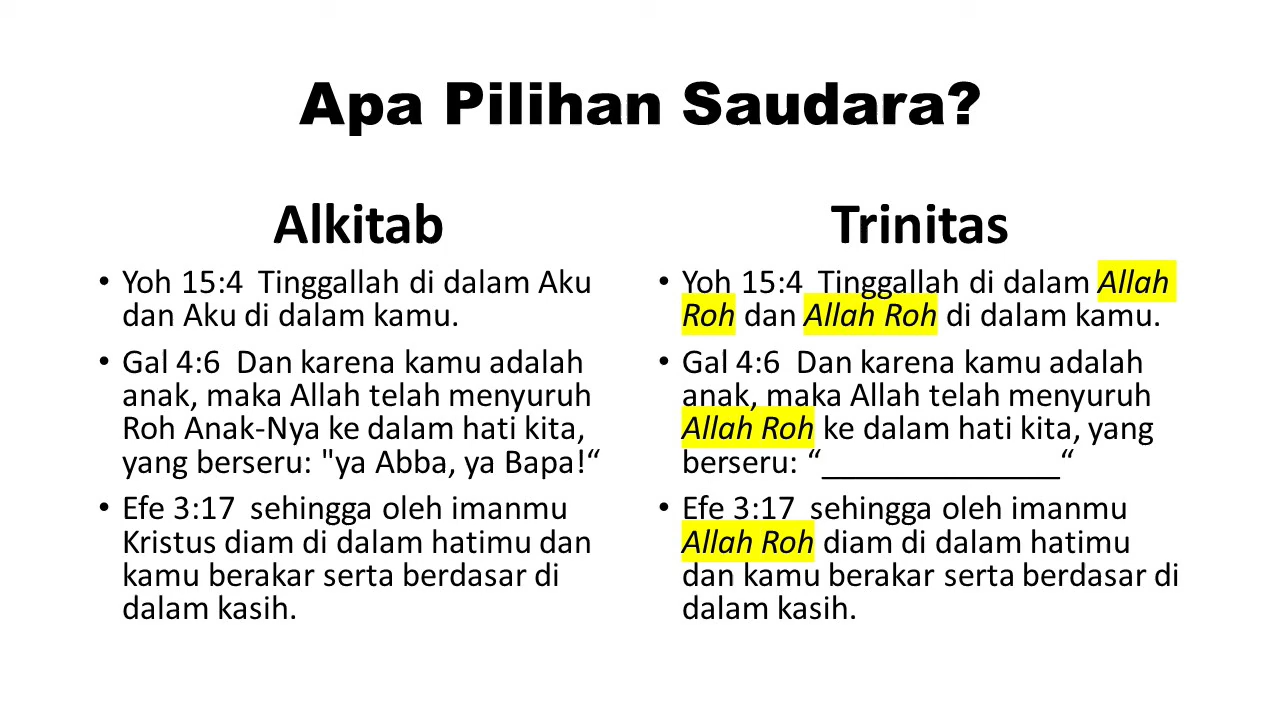 Apa Pilihan Saudara?
Alkitab
• Yoh 15:4  Tinggallah di dalam Aku
dan Aku di dalam kamu.
• Gal 4:6  Dan karena kamu adalah
anak, maka Allah telah menyuruh
Roh Anak-Nya ke dalam hati kita,
yang berseru: "ya Abba, ya Bapa!“
• Efe 3:17  sehingga oleh imanmu
Kristus diam di dalam hatimu dan
kamu berakar serta berdasar di
dalam kasih.
Trinitas
• Yoh 15:4  Tinggallah di dalam Allah
Roh dan Allah Roh di dalam kamu.
• Gal 4:6  Dan karena kamu adalah
anak, maka Allah telah menyuruh
Allah Roh ke dalam hati kita, yang
berseru: “______________“
• Efe 3:17  sehingga oleh imanmu
Allah Roh diam di dalam hatimu
dan kamu berakar serta berdasar di
dalam kasih.